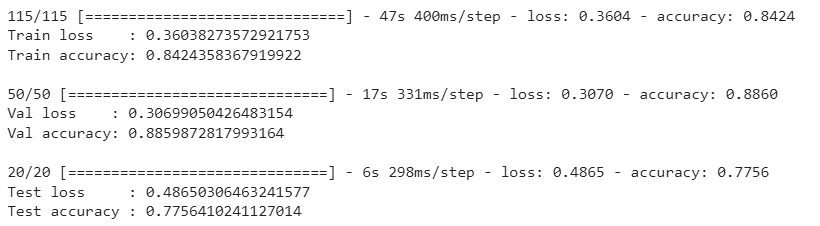 115/115 [==============================] - 47s 400ms/step - loss: 0.3604 - accuracy: 0.8424
Train loss    : 0.36038273572921753
Train accuracy: 0.8424358367919922
50/50 [==============================] - 17s 331ms/step - loss: 0.3070 - accuracy: 0.8860
Val loss    : 0.30699050426483154
Val accuracy: 0.8859872817993164
20/20 [==============================] - 6s 298ms/step - loss: 0.4865 - accuracy: 0.7756
Test loss     : 0.48650306463241577
Test accuracy : 0.7756410241127014